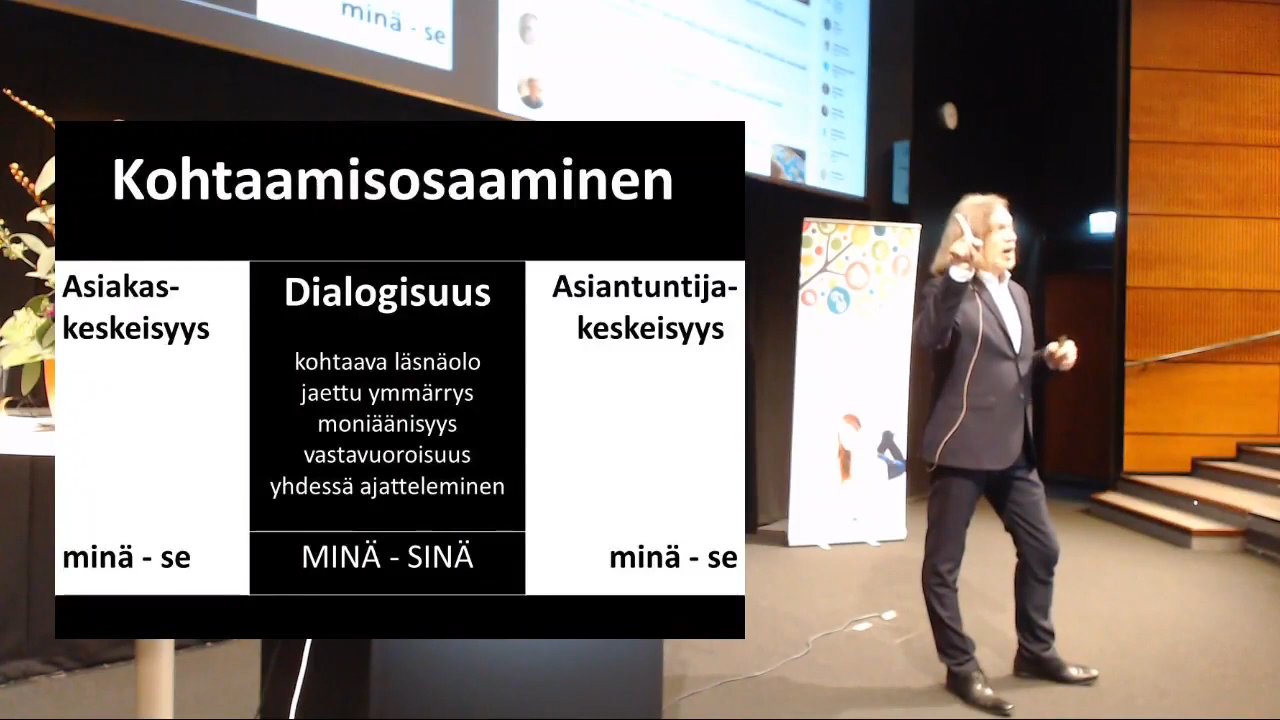 minä - se
Kohtaamisosaaminen
Asiakas-
keskeisyys
Dialogisuus
Asiantuntija-
keskeisyys
kohtaava läsnäolo
jaettu ymmärrys
moniäänisyys
vastavuoroisuus
yhdessä ajatteleminen
minä - se
MINÄ - SINÄ
minä - se